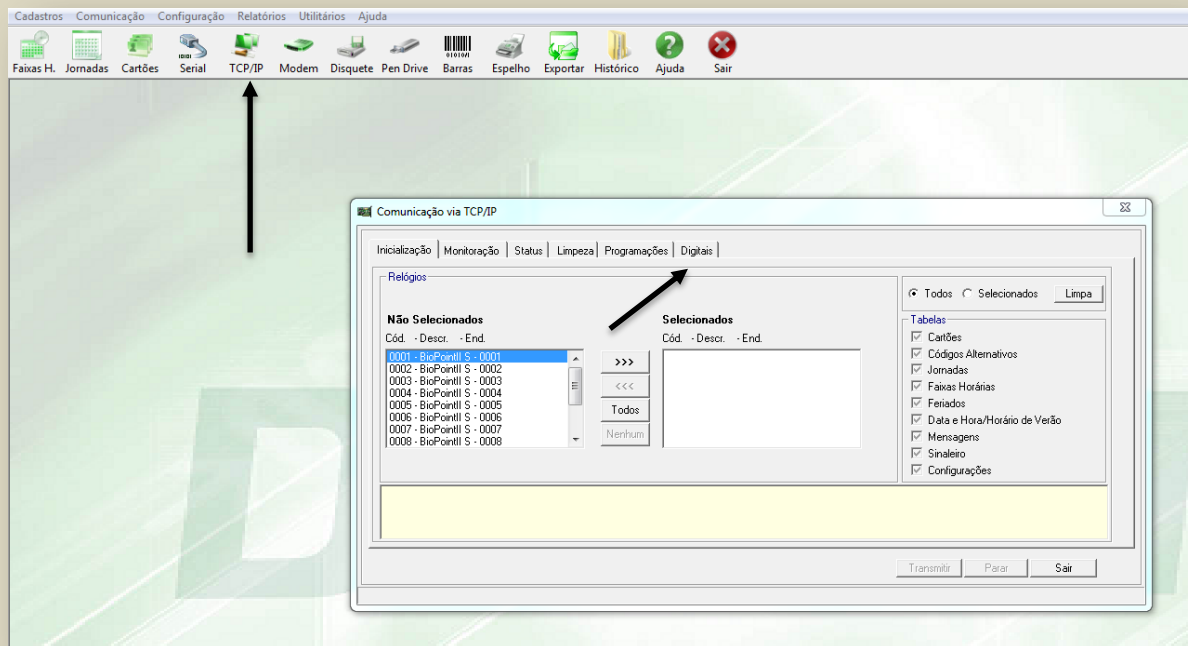 Cadastros Comunicação Configuração Relatórios Utilitários Ajuda
Faixas H. Jornadas Cartões Serial TCP/IP Modem Disquete Pen Drive Barras Espelho Exportar Histórico Ajuda Sair
Comunicação via TCP/IP
Inicialização Monitoração Status Limpeza Programações Digitais
Relógios
Todos Selecionados Limpa
Não Selecionados
Cód. - Descr. - End.
0001 - BioPointII S - 0001
0002 - BioPointII S - 0002
0003 - BioPointII S - 0003
0004 - BioPointII S - 0004
0005 - BioPointII S - 0005
0006 - BioPointII S - 0006
0007 - BioPointII S - 0007
0008 - BioPointII S - 0008
>>>
<<<
Todos
Nenhum
Selecionados
Cód. - Descr. - End.
Tabelas
Cartões
Códigos Alternativos
Jornadas
Faixas Horárias
Feriados
Data e Hora/Horário de Verão
Mensagens
Sinaleiro
Configurações
Transmitir Parar Sair